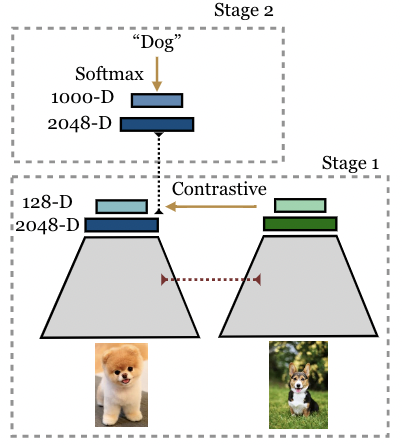 Stage 2
“Dog”
Softmax
1000-D
2048-D
Stage 1
128-D
Contrastive
2048-D